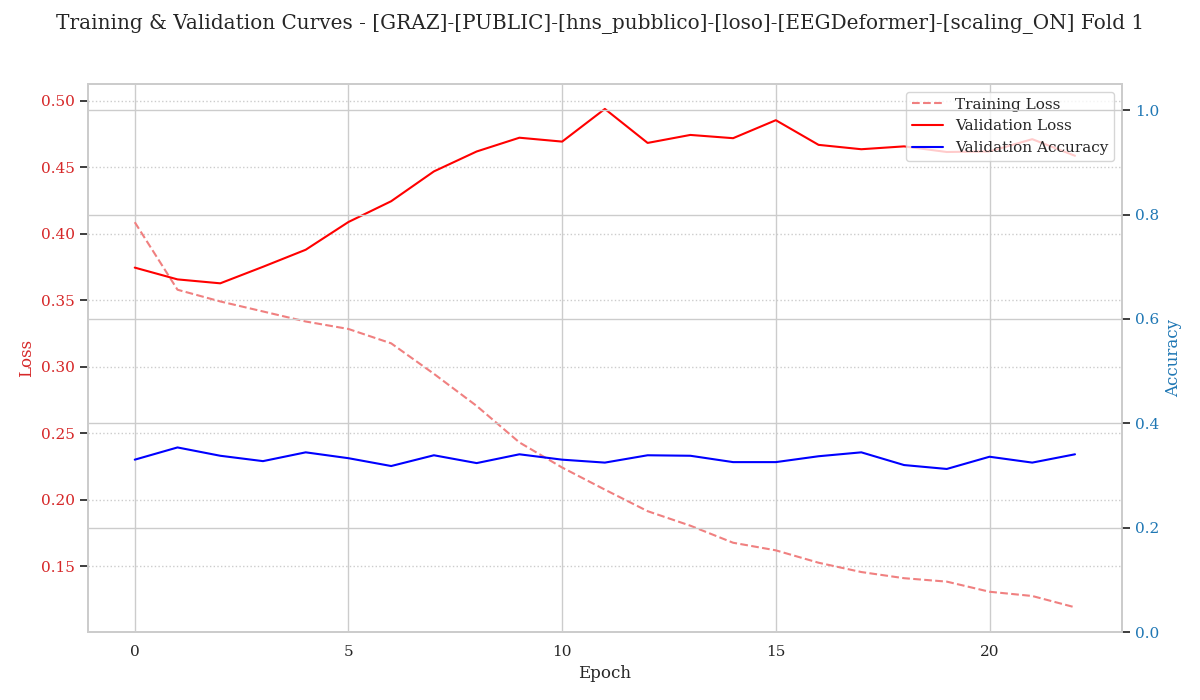 Training & Validation Curves - [GRAZ]-[PUBLIC]-[hns_pubblico]-[loso]-[EEGDeformer]-[scaling_ON] Fold 1
Training Loss
Validation Loss
Validation Accuracy
0.50
0.45
0.40
0.35
0.30
0.25
0.20
0.15
Loss
1.0
0.8
0.6
0.4
0.2
0.0
Accuracy
0 5 10 15 20
Epoch